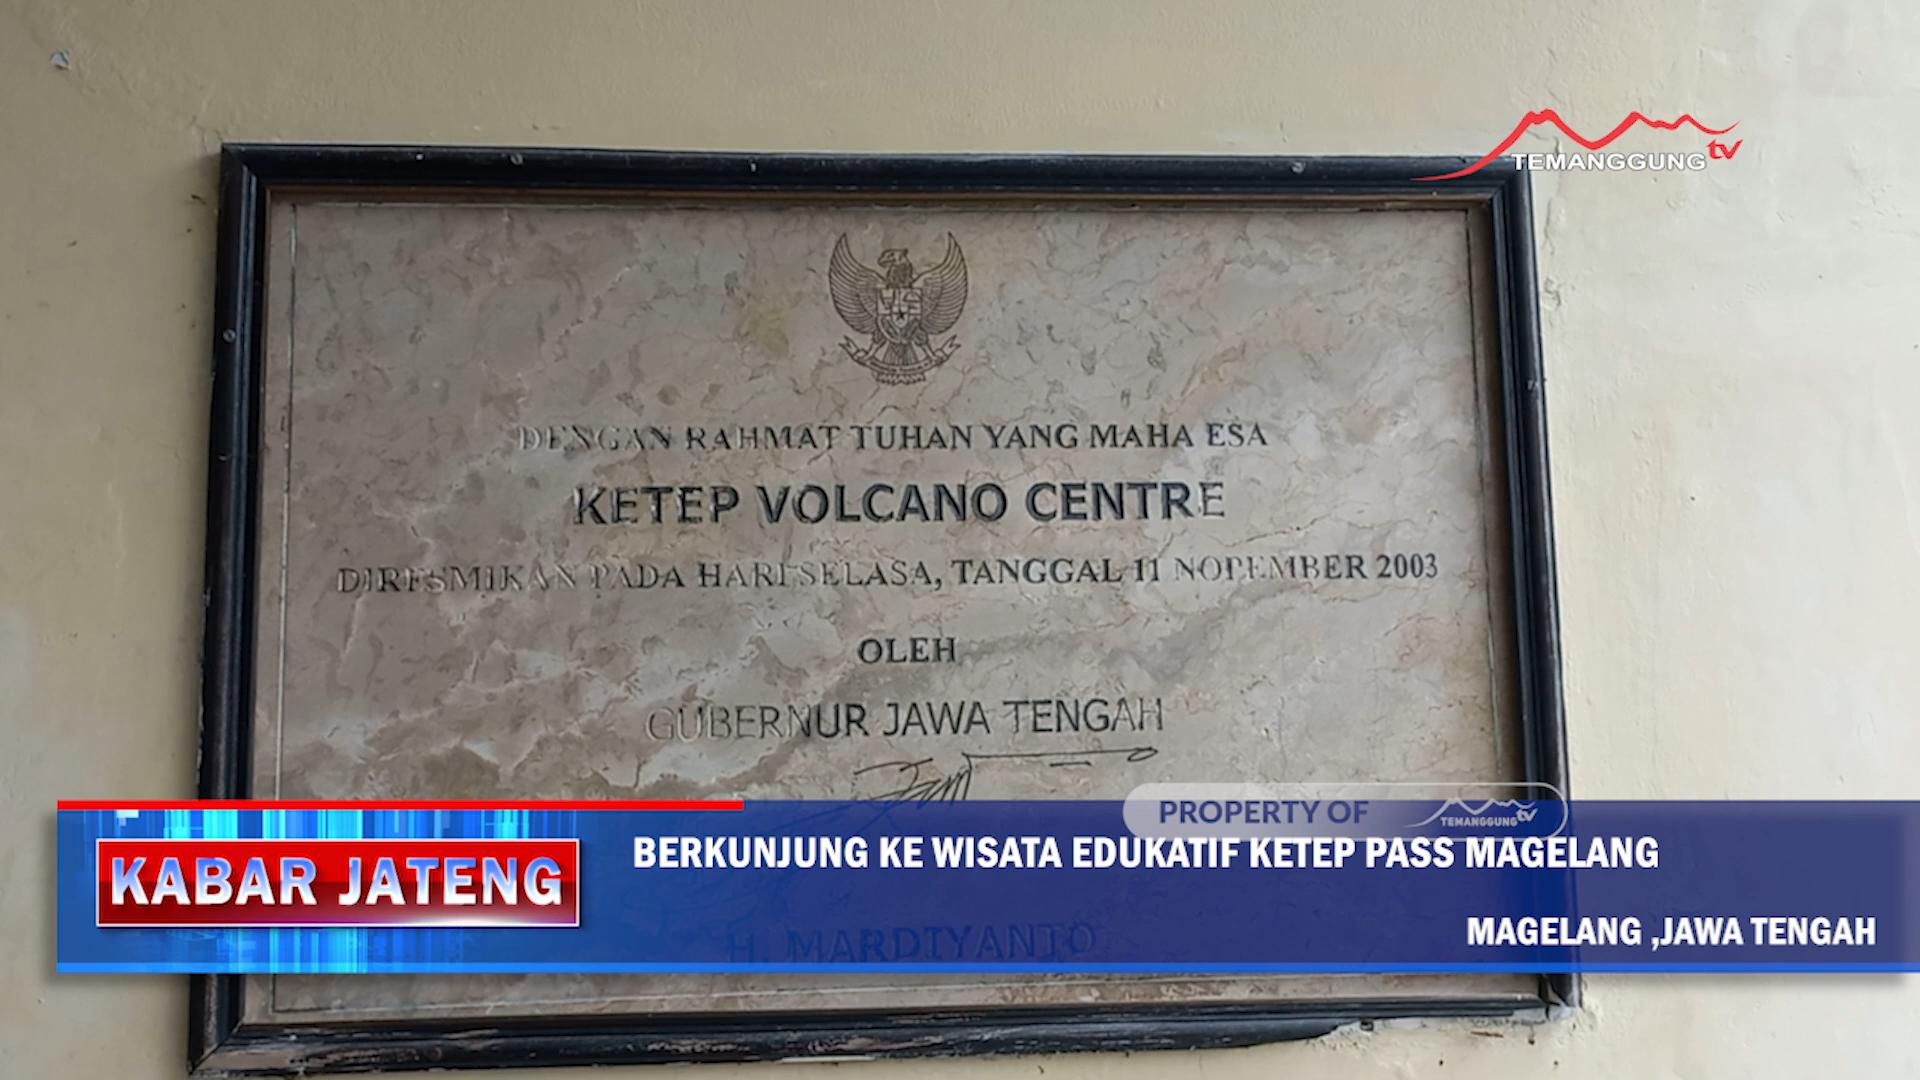 TEMANGGUNG tv
DENGAN RAHMAT TUHAN YANG MAHA ESA
KETEP VOLCANO CENTRE
DIRESMIKAN PADA HARI SELASA, TANGGAL 11 NOPEMBER 2003
OLEH
GUBERNUR JAWA TENGAH
PROPERTY OF TEMANGGUNG tv
BERKUNJUNG KE WISATA EDUKATIF KETEP PASS MAGELANG
KABAR JATENG
MAGELANG ,JAWA TENGAH
H. MARDIYANTO